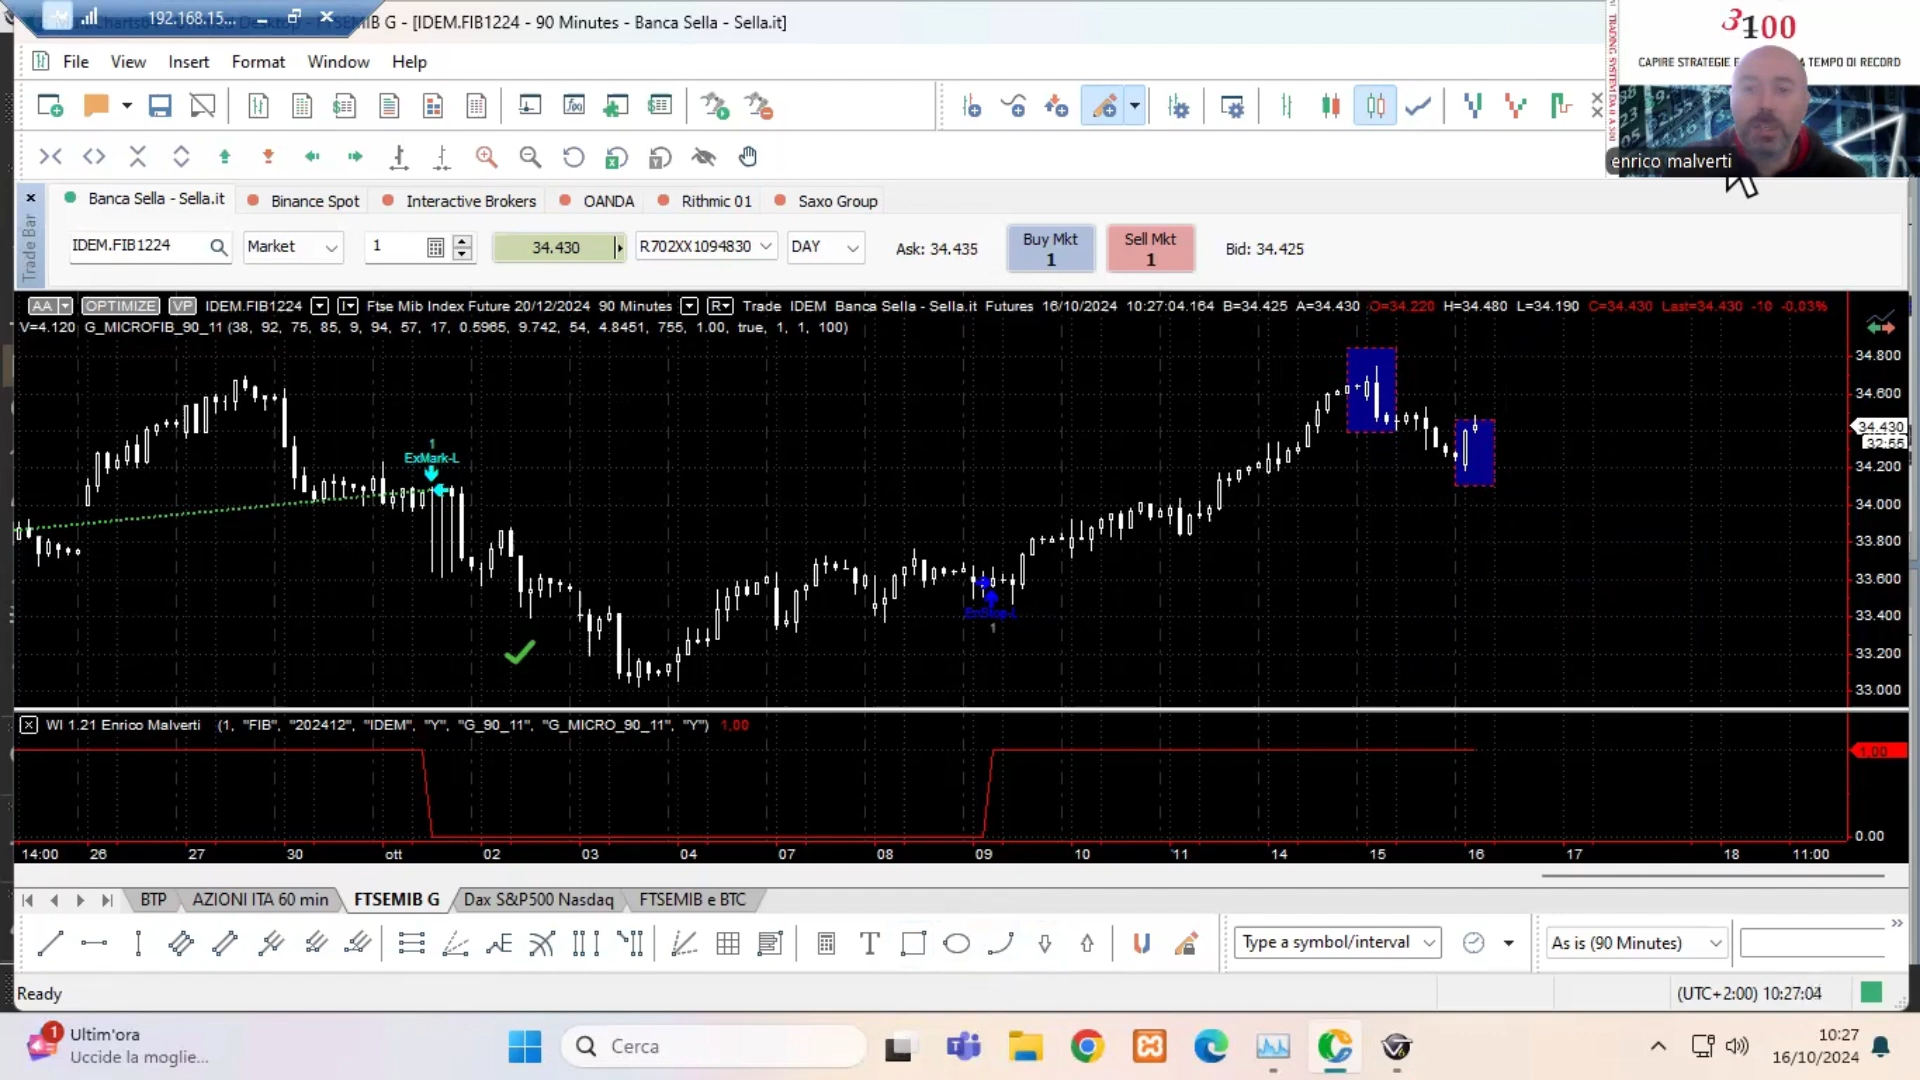 192.168.15...
FTSEMIB G - [IDEM.FIB1224 - 90 Minutes - Banca Sella - Sella.it]
3100
CAPIRE STRATEGIE E A TEMPO DI RECORD
enrico malverti
File View Insert Format Window Help
Trade Bar
Banca Sella - Sella.it Binance Spot Interactive Brokers OANDA Rithmic 01 Saxo Group
IDEM.FIB1224 Market 1 34.430 R702XX1094830 DAY Ask: 34.435 Buy Mkt 1 Sell Mkt 1 Bid: 34.425
AA OPTIMIZE VP IDEM.FIB1224 I Ftse Mib Index Future 20/12/2024 90 Minutes R Trade IDEM Banca Sella - Sella.it Futures 16/10/2024 10:27:04.164 B=34.425 A=34.430 O=34.220 H=34.480 L=34.190 C=34.430 Last=34.430 -10 -0,03%
V=4.120 G_MICROFIB_90_11 (38, 92, 75, 85, 9, 94, 57, 17, 0.5965, 9.742, 54, 4.8451, 755, 1.00, true, 1, 1, 100)
34.800
34.600
34.430
32:55
34.200
34.000
33.800
33.600
33.400
33.200
33.000
1
ExMark-L
1
WI 1.21 Enrico Malverti (1, "FIB", "202412", "IDEM", "Y", "G_90_11", "G_MICRO_90_11", "Y") 1,00
1.00
0.00
14:00 26 27 30 ott 02 03 04 07 08 09 10 11 14 15 16 17 18 11:00
BTP AZIONI ITA 60 min FTSEMIB G Dax S&P500 Nasdaq FTSEMIB e BTC
Type a symbol/interval As is (90 Minutes)
Ready (UTC+2:00) 10:27:04
1 Ultim'ora
Uccide la moglie...
Cerca
10:27
16/10/2024